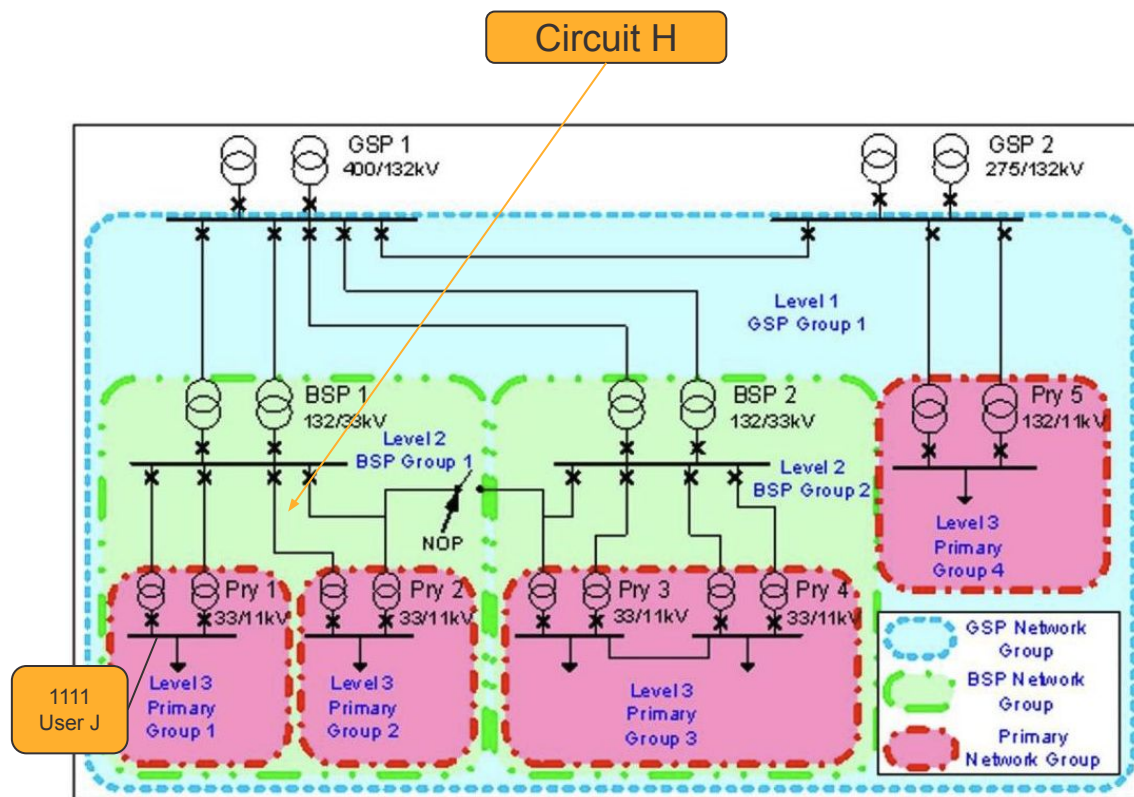 Circuit H
GSP 1
400/132kV
GSP 2
275/132kV
Level 1
GSP Group 1
BSP 1
132/33kV
Level 2
BSP Group 1
BSP 2
132/33kV
Level 2
BSP Group 2
Pry 5
132/11kV
Level 3
Primary
Group 4
NOP
Pry 1
33/11kV
Pry 2
33/11kV
Pry 3
33/11kV
Pry 4
33/11kV
1111
User J
Level 3
Primary
Group 1
Level 3
Primary
Group 2
Level 3
Primary
Group 3
GSP Network
Group
BSP Network
Group
Primary
Network Group